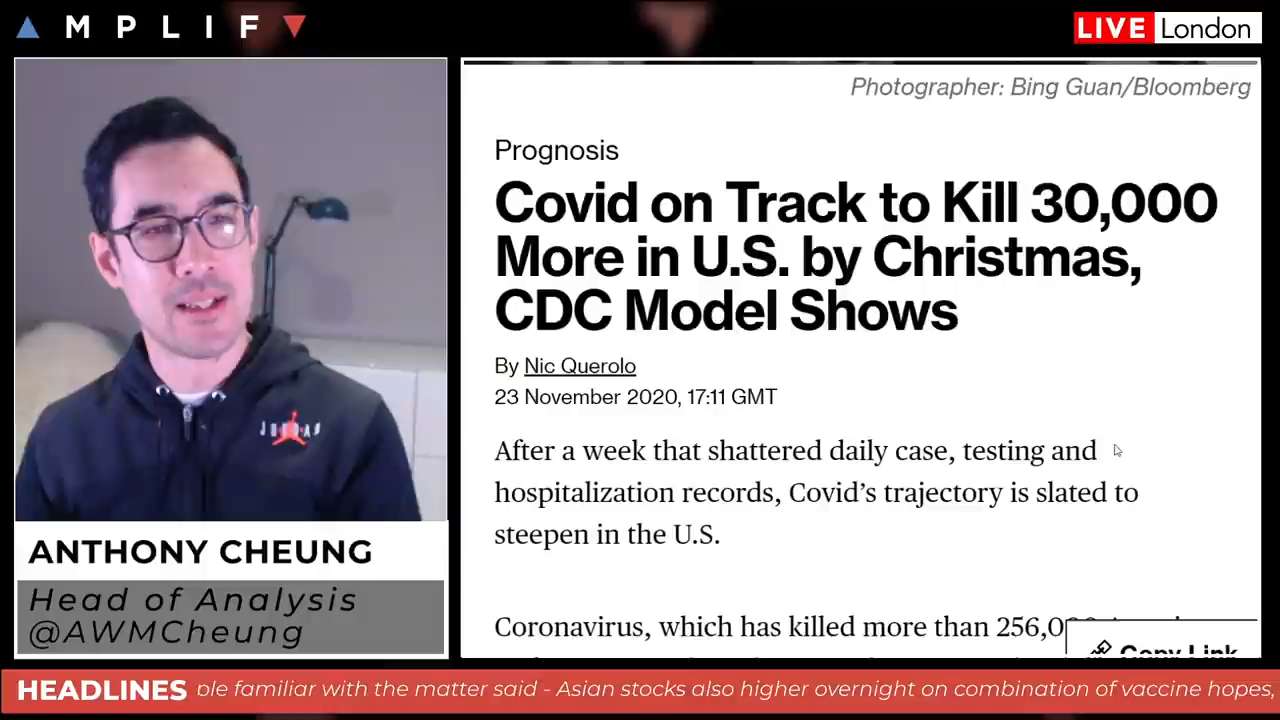 AMPLIFY
LIVE London
Photographer: Bing Guan/Bloomberg
Prognosis
Covid on Track to Kill 30,000
More in U.S. by Christmas,
CDC Model Shows
By Nic Querolo
23 November 2020, 17:11 GMT
After a week that shattered daily case, testing and
hospitalization records, Covid's trajectory is slated to
steepen in the U.S.
Coronavirus, which has killed more than
Copy Link
JORDAN
ANTHONY CHEUNG
Head of Analysis
@AWMCheung
HEADLINES ple familiar with the matter said - Asian stocks also higher overnight on combination of vaccine hopes,